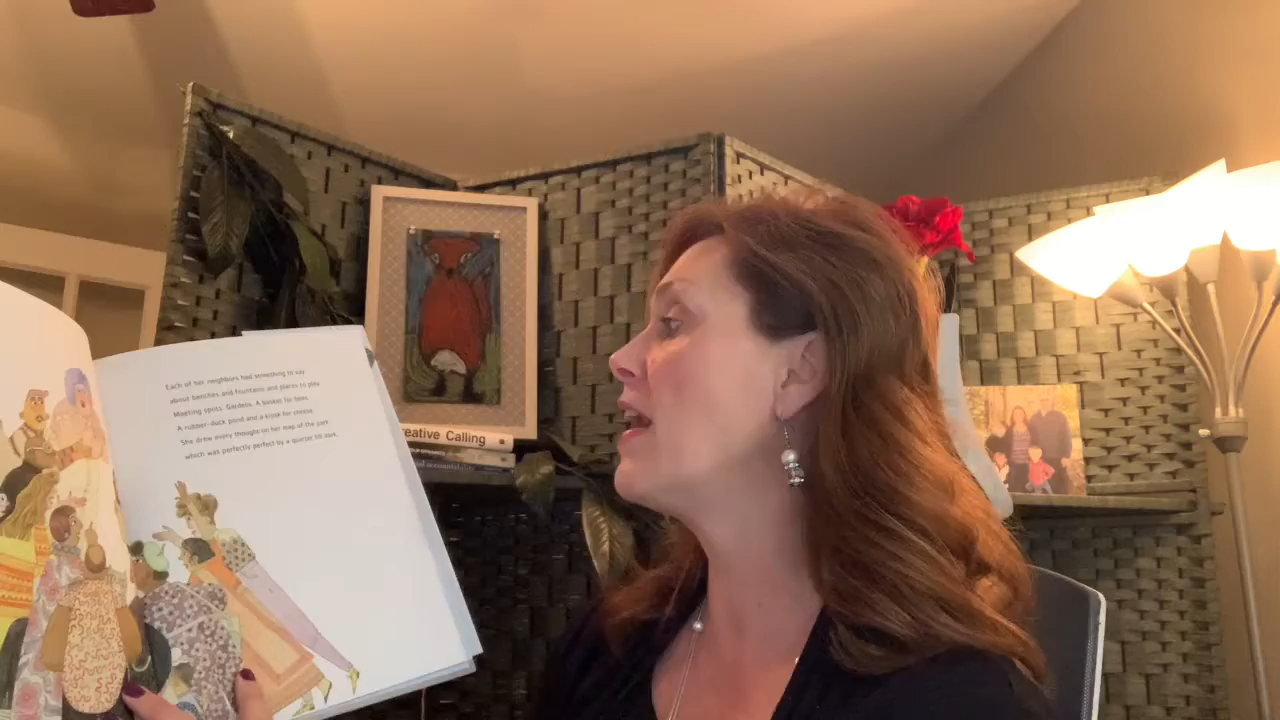 Each of her neighbors had something to say
about benches and fountains and places to play.
Meeting spots. Gardens. A basket for bees.
A rubber-duck pond and a kiosk for cheese.
She drew every thought on her map of the park
which was perfectly perfect by a quarter till dark.
eative Calling